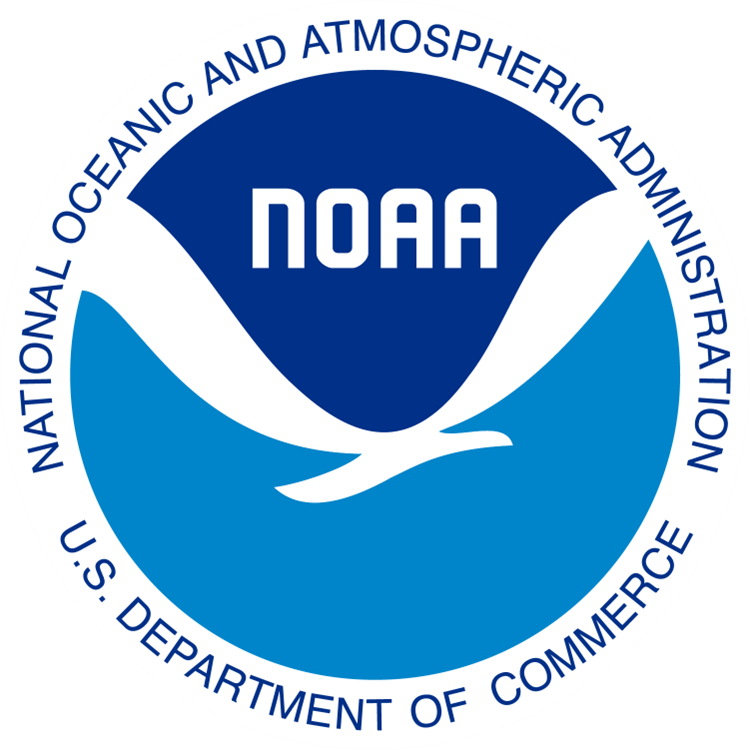 NATIONAL OCEANIC AND ATMOSPHERIC ADMINISTRATION
NOAA
U.S. DEPARTMENT OF COMMERCE